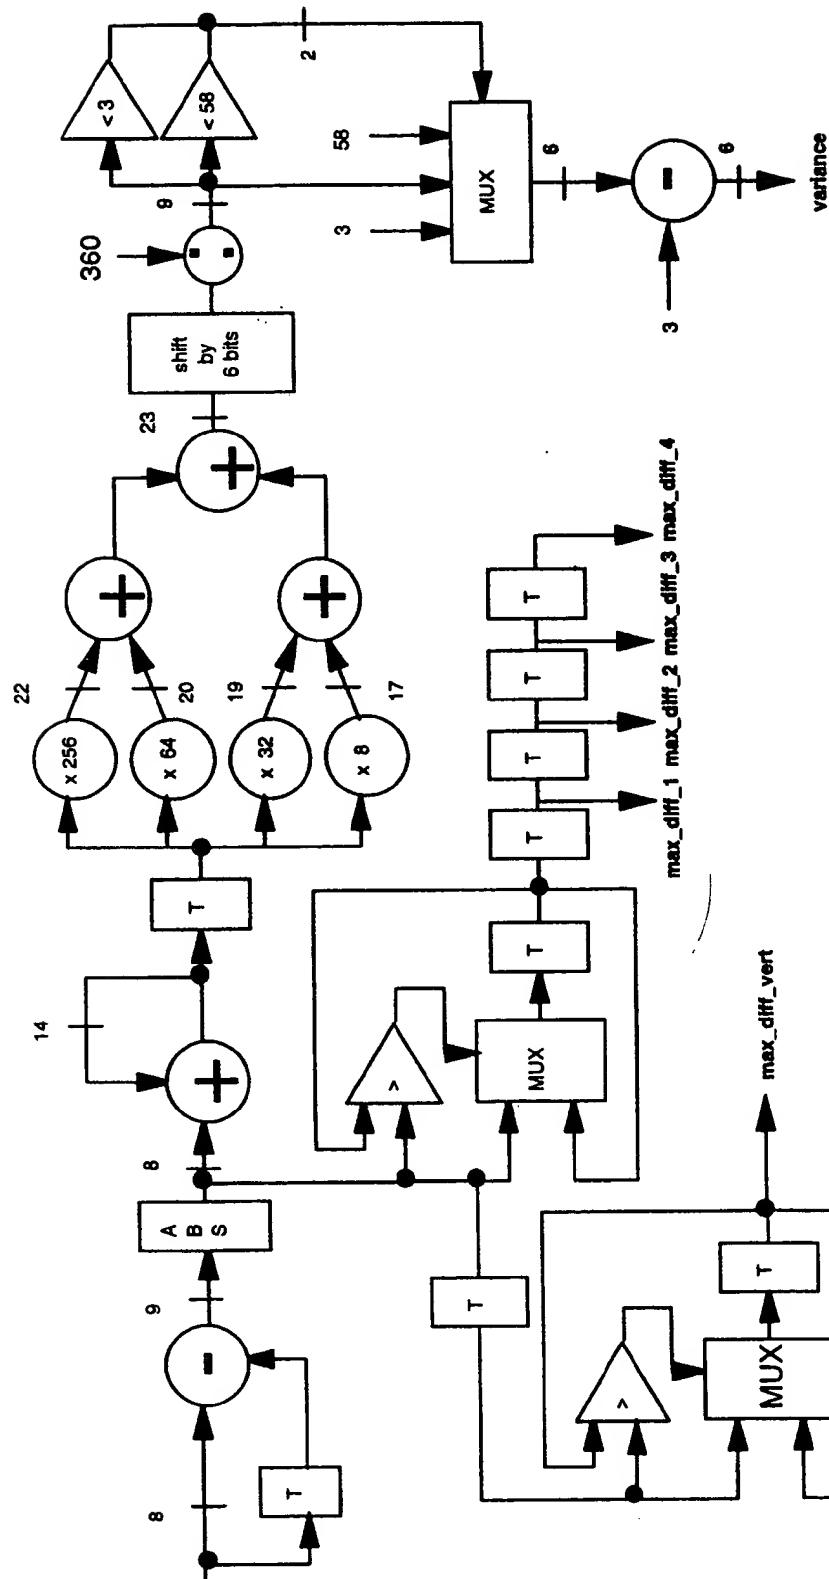 8
T
-
9
A
B
S
8
+
14
T
x 256
x 64
x 32
x 8
22
20
19
17
+
+
+
23
shift
by
6 bits
360
9
< 3
< 58
2
58
3
MUX
6
3
-
6
variance
>
MUX
T
T
T
T
T
max_diff_1
max_diff_2
max_diff_3
max_diff_4
T
>
MUX
T
max_diff_vert